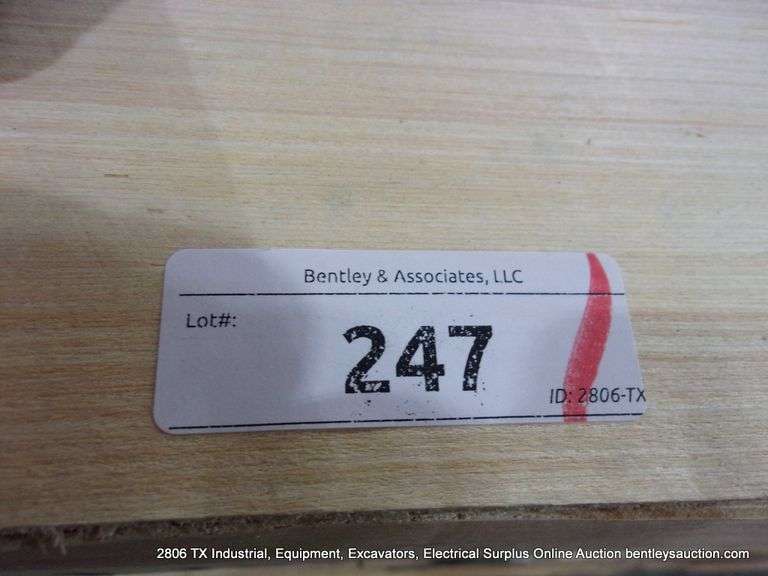 Bentley & Associates, LLC
Lot#:
247
ID: 2806-TX
2806 TX Industrial, Equipment, Excavators, Electrical Surplus Online Auction bentleysauction.com